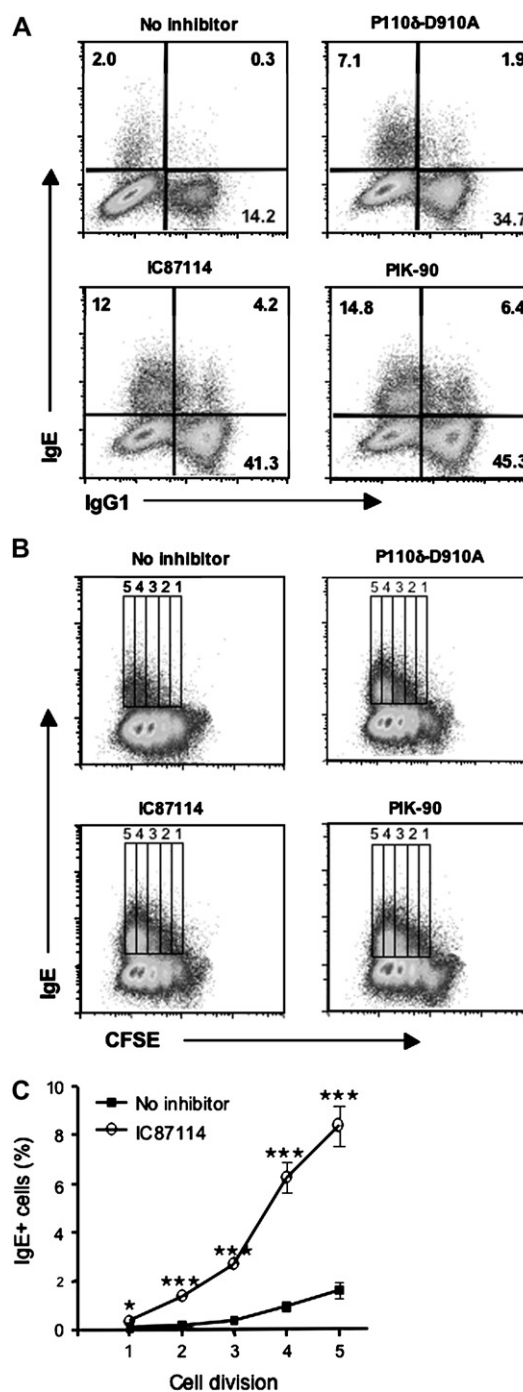 A
No inhibitor
P110δ-D910A
2.0 0.3
7.1 1.9
14.2
34.7
IC87114
PIK-90
12 4.2
14.8 6.4
41.3
45.3
IgE
IgG1
B
No inhibitor
P110δ-D910A
5 4 3 2 1
5 4 3 2 1
IC87114
PIK-90
5 4 3 2 1
5 4 3 2 1
IgE
CFSE
C
10
8
6
4
2
0
IgE+ cells (%)
No inhibitor
IC87114
*
***
***
***
***
1 2 3 4 5
Cell division